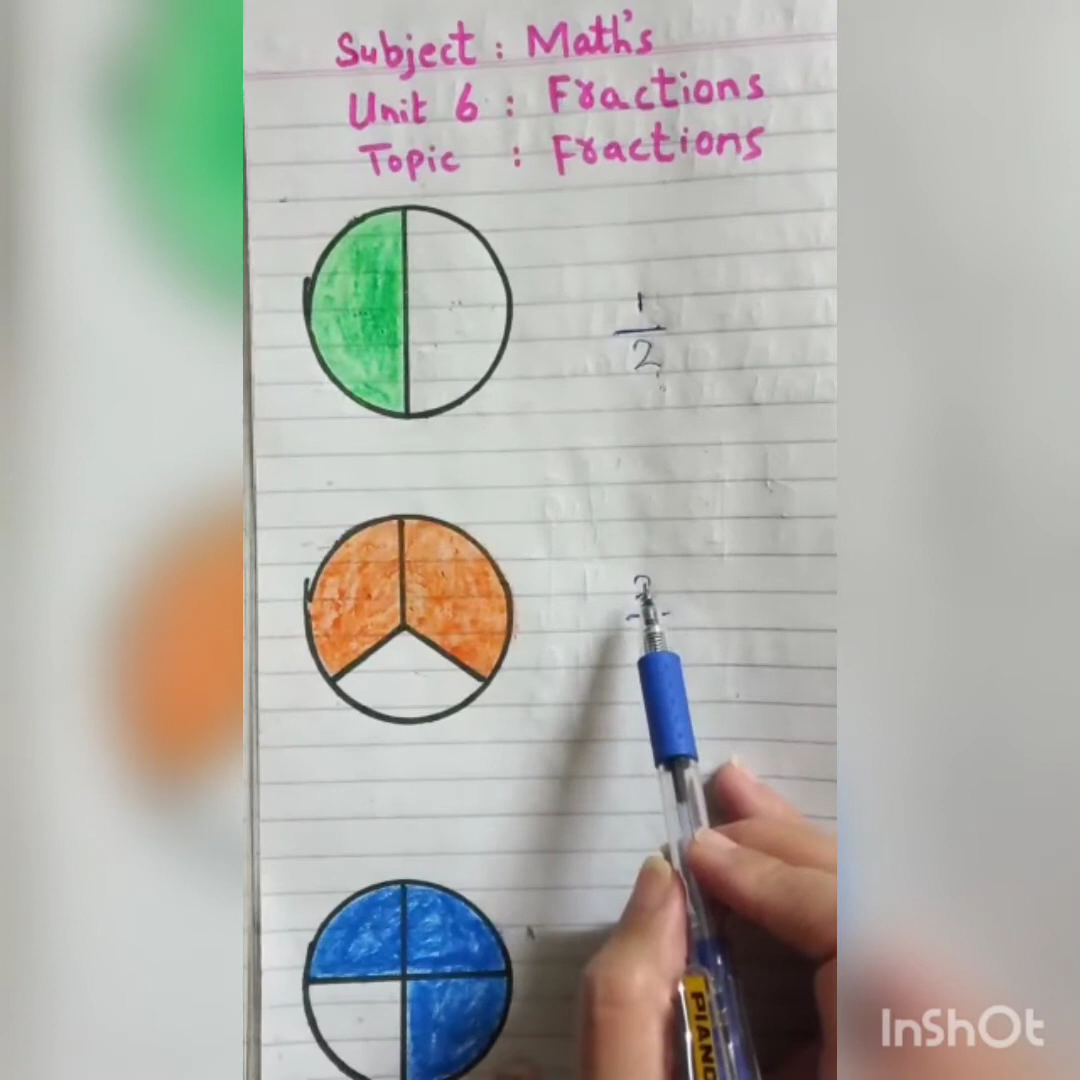 Subject : Math's
Unit 6 : Fractions
Topic : Fractions
1
2
PIANO
InShOt